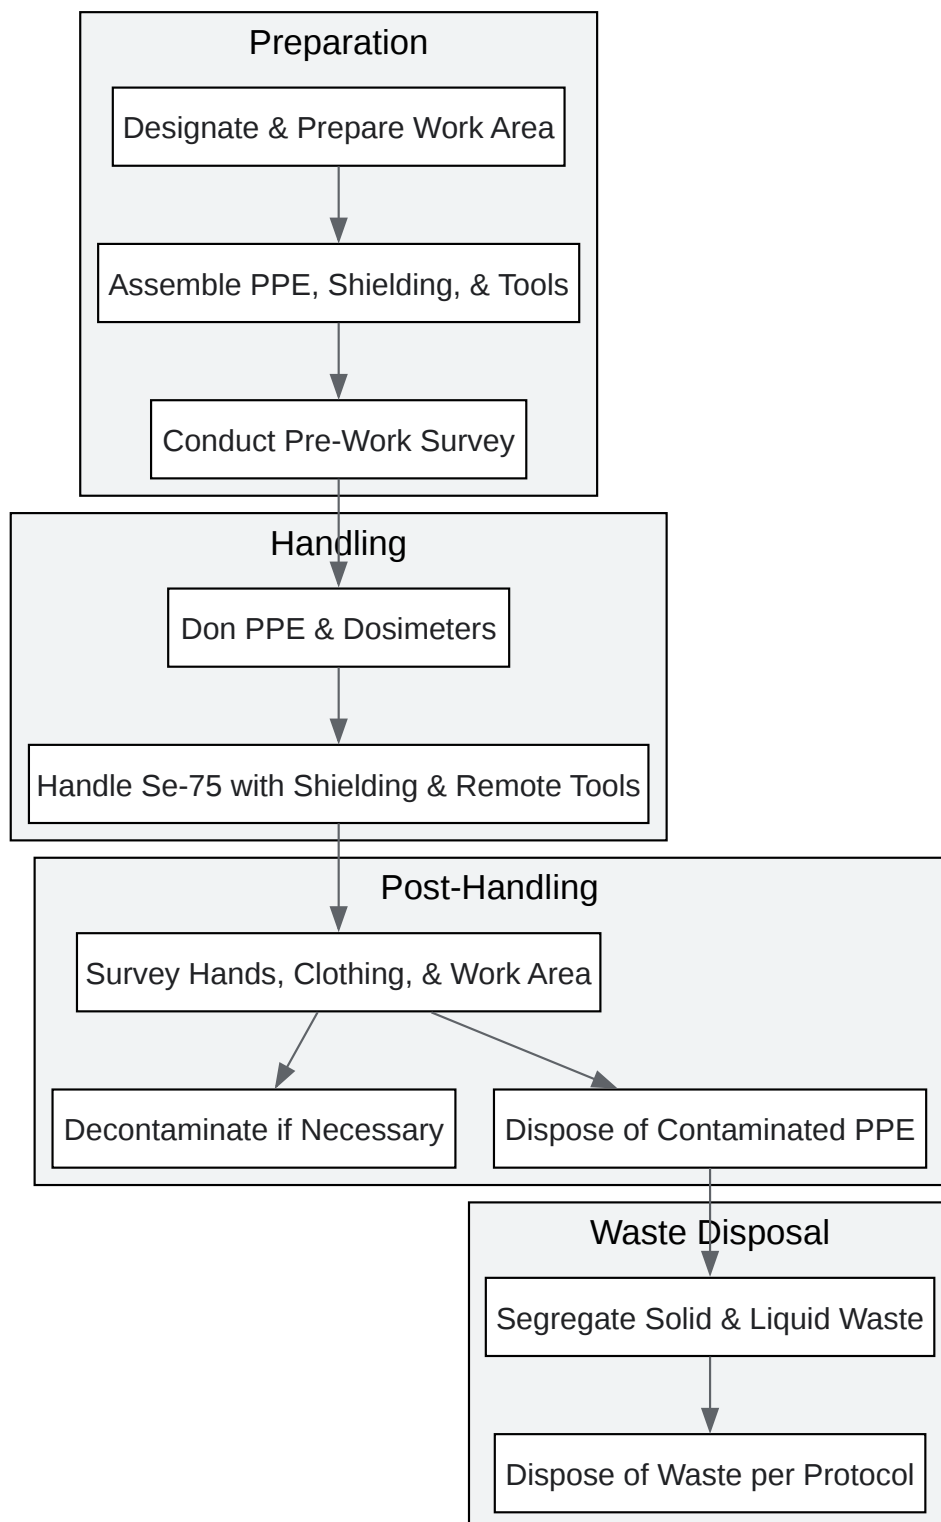 Preparation
Designate & Prepare Work Area
Assemble PPE, Shielding, & Tools
Conduct Pre-Work Survey
Handling
Don PPE & Dosimeters
Handle Se-75 with Shielding & Remote Tools
Post-Handling
Survey Hands, Clothing, & Work Area
Decontaminate if Necessary
Dispose of Contaminated PPE
Waste Disposal
Segregate Solid & Liquid Waste
Dispose of Waste per Protocol